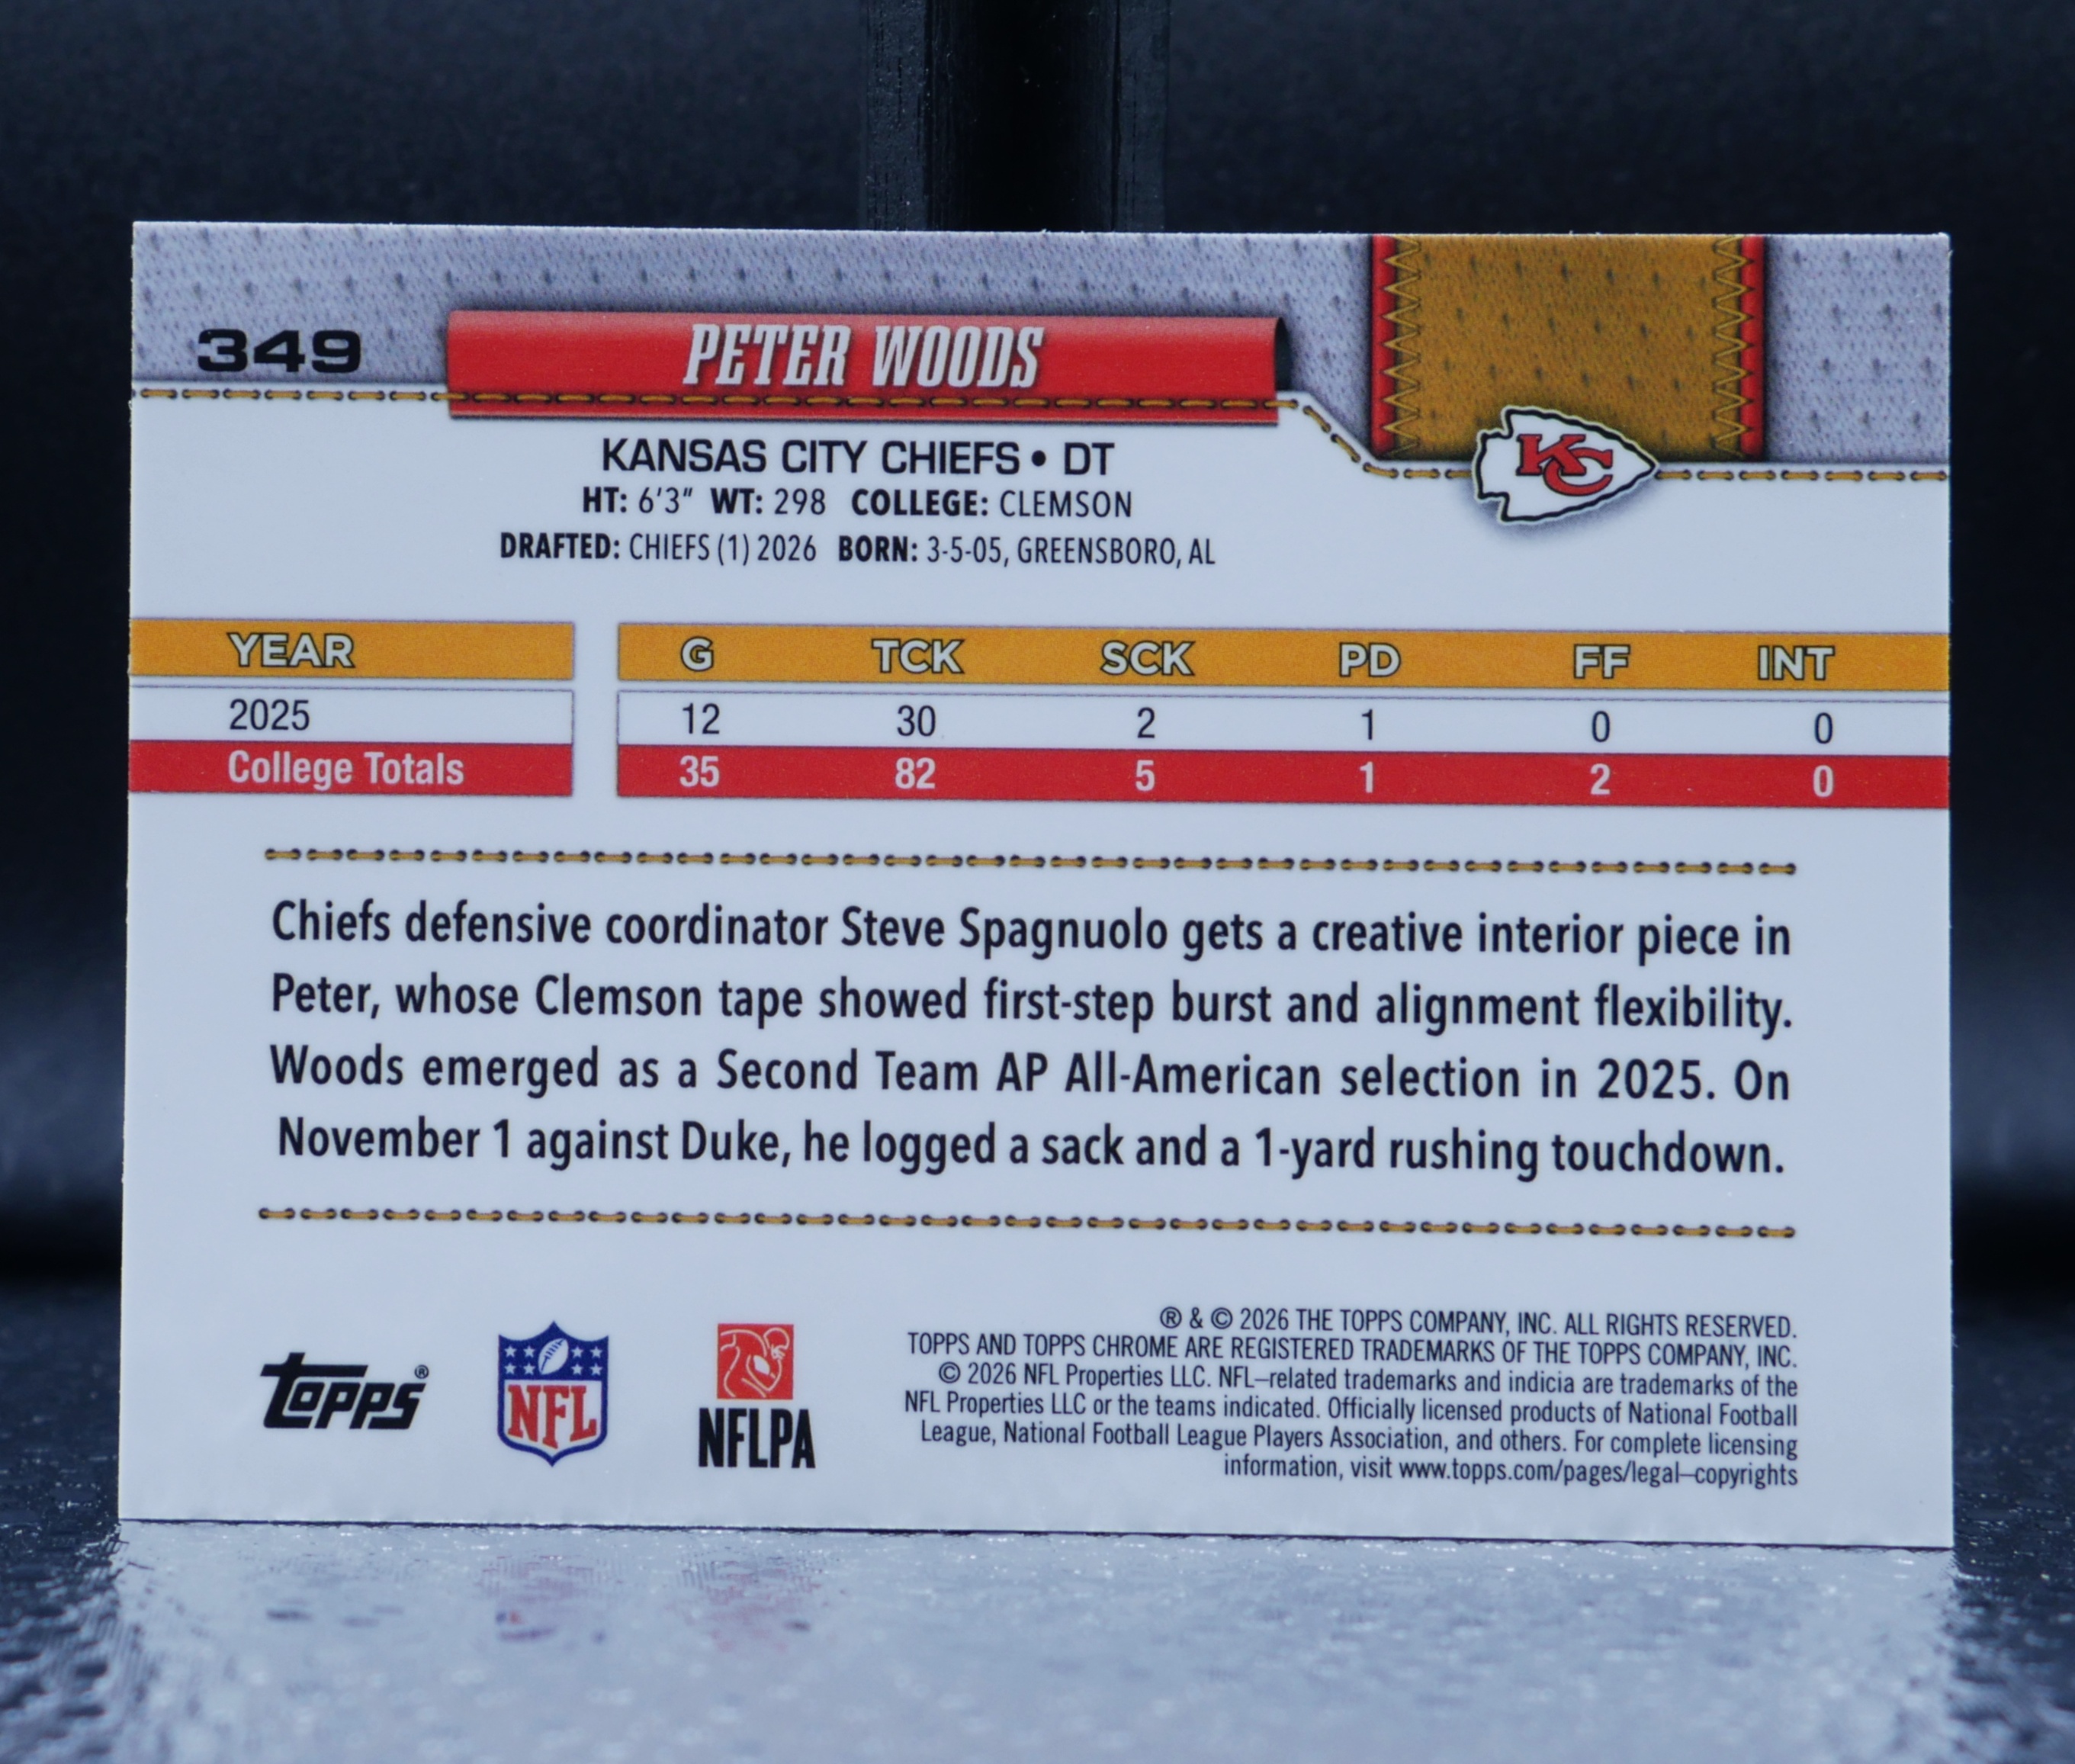 349
PETER WOODS
KANSAS CITY CHIEFS • DT
HT: 6'3" WT: 298 COLLEGE: CLEMSON
DRAFTED: CHIEFS (1) 2026 BORN: 3-5-05, GREENSBORO, AL
KC
YEAR G TCK SCK PD FF INT
2025 12 30 2 1 0 0
College Totals 35 82 5 1 2 0
Chiefs defensive coordinator Steve Spagnuolo gets a creative interior piece in
Peter, whose Clemson tape showed first-step burst and alignment flexibility.
Woods emerged as a Second Team AP All-American selection in 2025. On
November 1 against Duke, he logged a sack and a 1-yard rushing touchdown.
topps®
NFL
NFLPA
® & © 2026 THE TOPPS COMPANY, INC. ALL RIGHTS RESERVED.
TOPPS AND TOPPS CHROME ARE REGISTERED TRADEMARKS OF THE TOPPS COMPANY, INC.
© 2026 NFL Properties LLC. NFL–related trademarks and indicia are trademarks of the
NFL Properties LLC or the teams indicated. Officially licensed products of National Football
League, National Football League Players Association, and others. For complete licensing
information, visit www.topps.com/pages/legal–copyrights